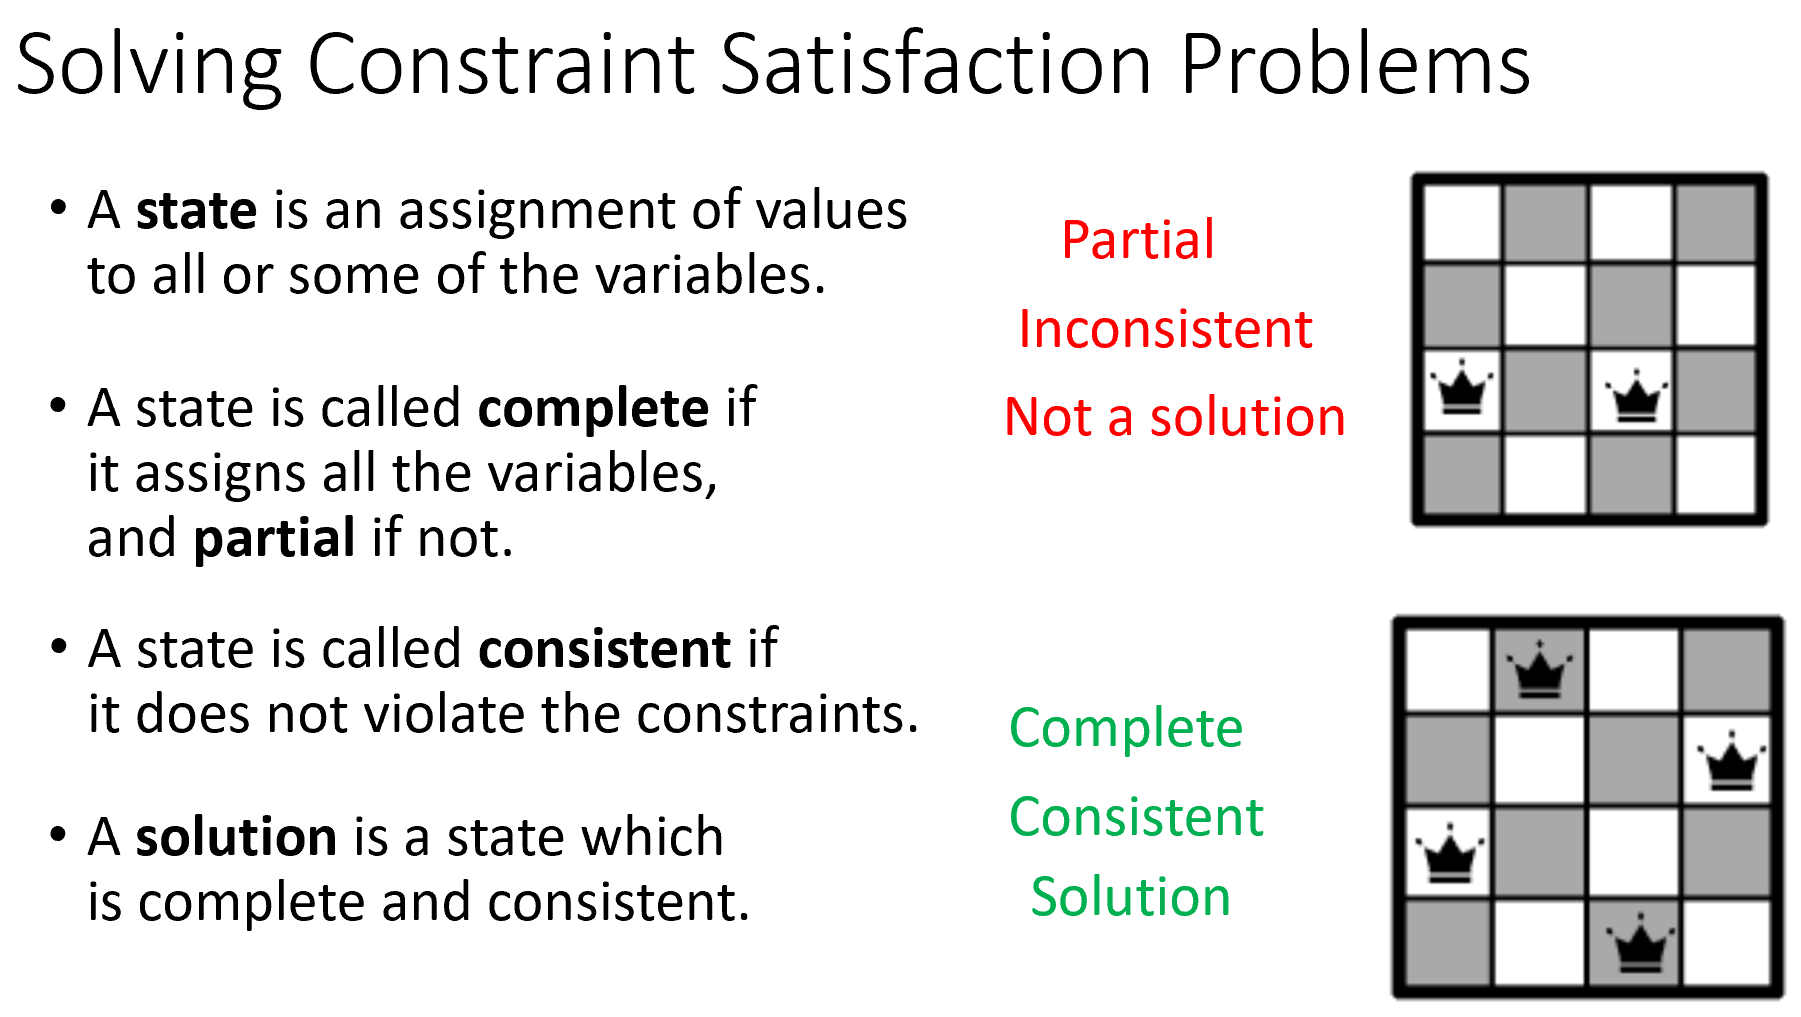 Solving Constraint Satisfaction Problems
• A state is an assignment of values
to all or some of the variables.
• A state is called complete if
it assigns all the variables,
and partial if not.
• A state is called consistent if
it does not violate the constraints.
• A solution is a state which
is complete and consistent.
Partial
Inconsistent
Not a solution
Complete
Consistent
Solution